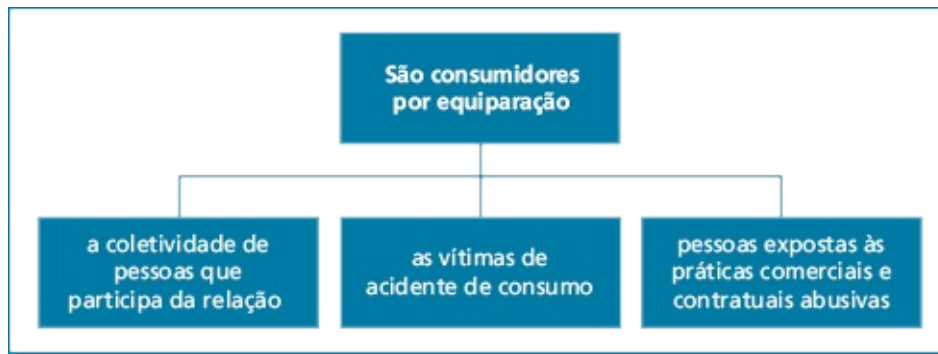 São consumidores
por equiparação
a coletividade de
pessoas que
participa da relação
as vítimas de
acidente de consumo
pessoas expostas às
práticas comerciais e
contratuais abusivas